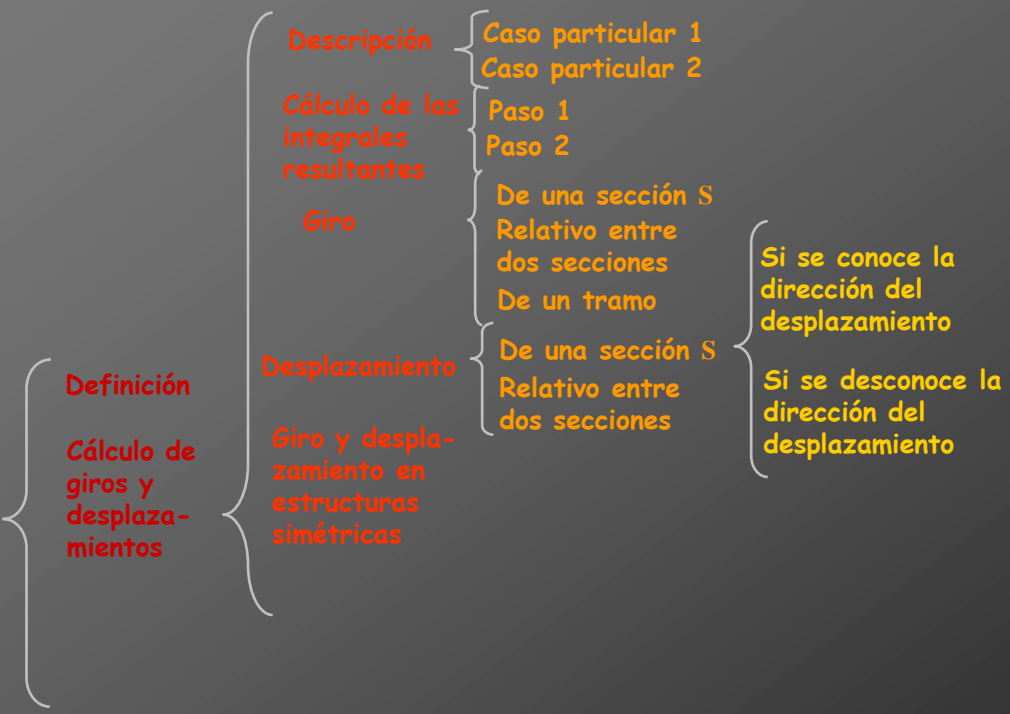 Definición
Cálculo de
giros y
desplaza-
mientos
Descripción
Caso particular 1
Caso particular 2
Cálculo de las
integrales
resultantes
Paso 1
Paso 2
Giro
De una sección S
Relativo entre
dos secciones
De un tramo
Desplazamiento
De una sección S
Relativo entre
dos secciones
Si se conoce la
dirección del
desplazamiento
Si se desconoce la
dirección del
desplazamiento
Giro y despla-
zamiento en
estructuras
simétricas